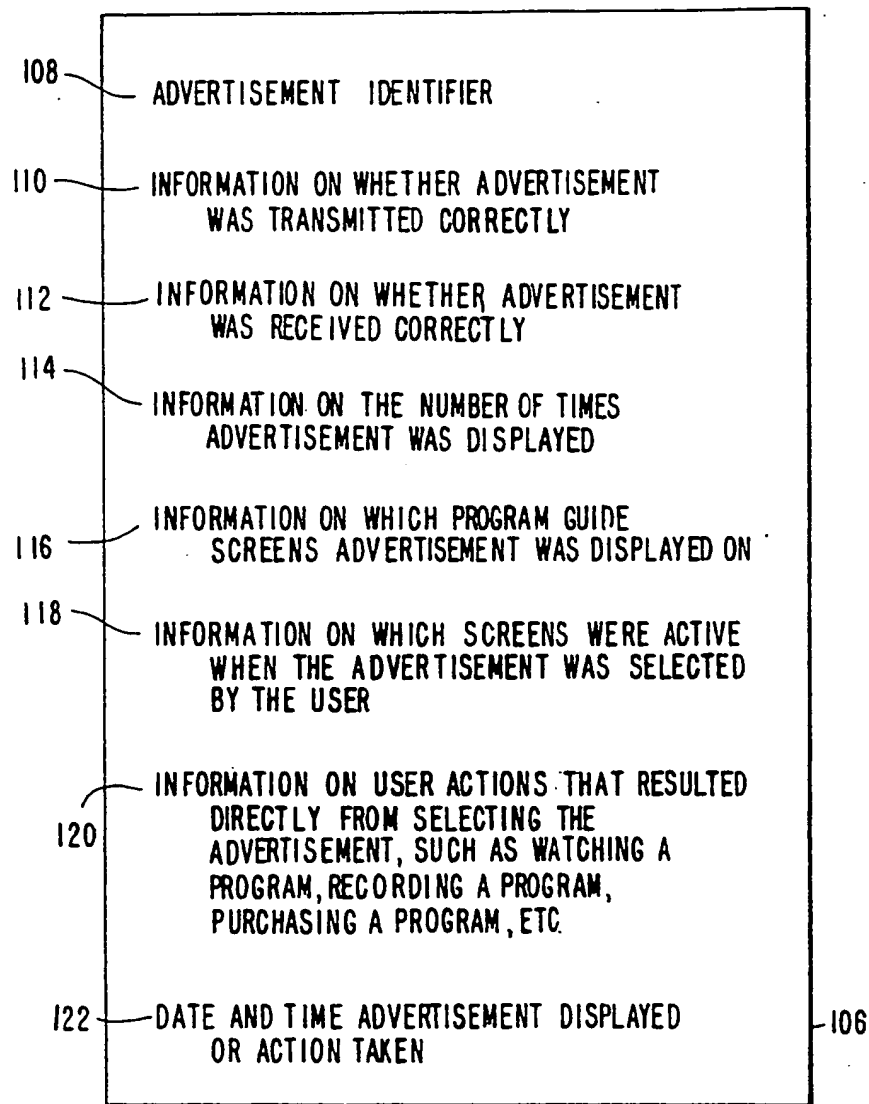 108
ADVERTISEMENT IDENTIFIER
110
INFORMATION ON WHETHER ADVERTISEMENT
WAS TRANSMITTED CORRECTLY
112
INFORMATION ON WHETHER ADVERTISEMENT
WAS RECEIVED CORRECTLY
114
INFORMATION ON THE NUMBER OF TIMES
ADVERTISEMENT WAS DISPLAYED
INFORMATION ON WHICH PROGRAM GUIDE
116
SCREENS ADVERTISEMENT WAS DISPLAYED ON
118
INFORMATION ON WHICH SCREENS WERE ACTIVE
WHEN THE ADVERTISEMENT WAS SELECTED
BY THE USER
INFORMATION ON USER ACTIONS THAT RESULTED
120
DIRECTLY FROM SELECTING THE
ADVERTISEMENT, SUCH AS WATCHING A
PROGRAM, RECORDING A PROGRAM,
PURCHASING A PROGRAM, ETC.
122
DATE AND TIME ADVERTISEMENT DISPLAYED
106
OR ACTION TAKEN